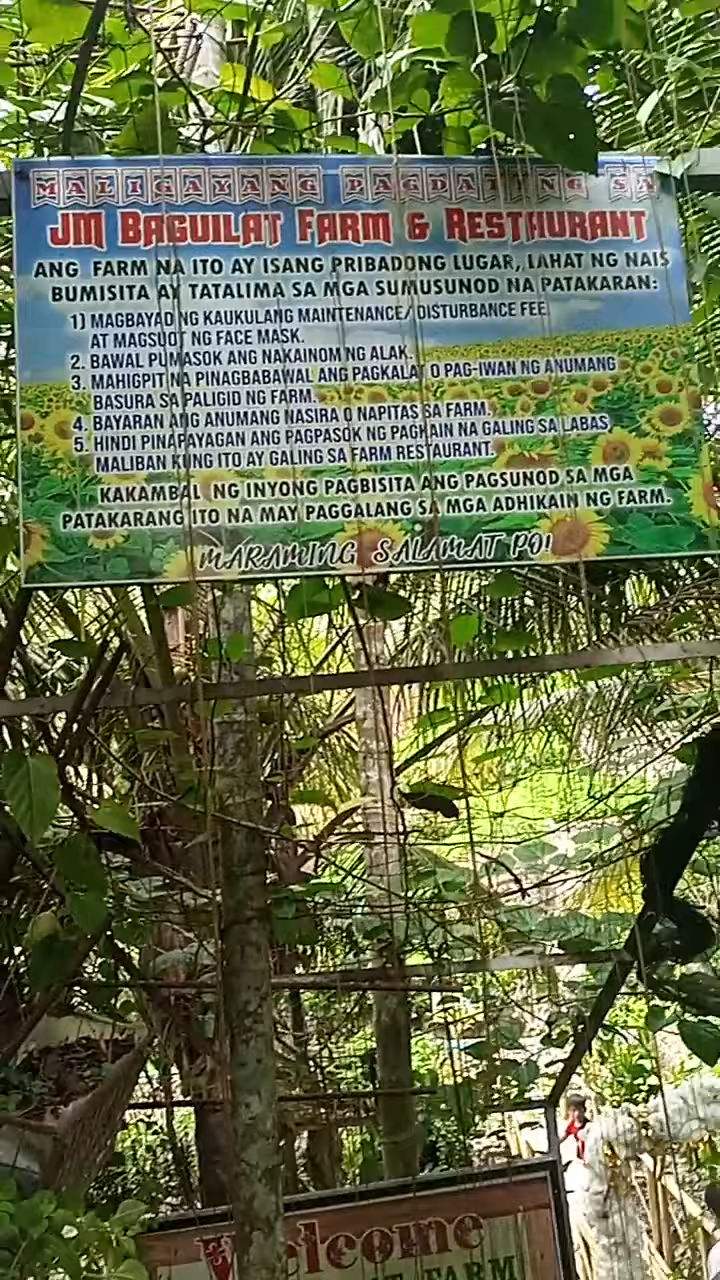 MALIGAYANG PAGDATING SA
JM BAGUILAT FARM & RESTAURANT
ANG FARM NA ITO AY ISANG PRIBADONG LUGAR, LAHAT NG NAIS
BUMISITA AY TATALIMA SA MGA SUMUSUNOD NA PATAKARAN:
1) MAGBAYAD NG KAUKULANG MAINTENANCE/ DISTURBANCE FEE
AT MAGSUOT NG FACE MASK.
2. BAWAL PUMASOK ANG NAKAINOM NG ALAK.
3. MAHIGPIT NA PINAGBABAWAL ANG PAGKALAT O PAG-IWAN NG ANUMANG
BASURA SA PALIGID NG FARM.
4. BAYARAN ANG ANUMANG NASIRA O NAPITAS SA FARM.
5. HINDI PINAPAYAGAN ANG PAGPASOK NG PAGKAIN NA GALING SA LABAS
MALIBAN KUNG ITO AY GALING SA FARM RESTAURANT.
KAKAMBAL NG INYONG PAGBISITA ANG PAGSUNOD SA MGA
PATAKARANG ITO NA MAY PAGGALANG SA MGA ADHIKAIN NG FARM.
MARAMING SALAMAT PO!
Welcome
FARM